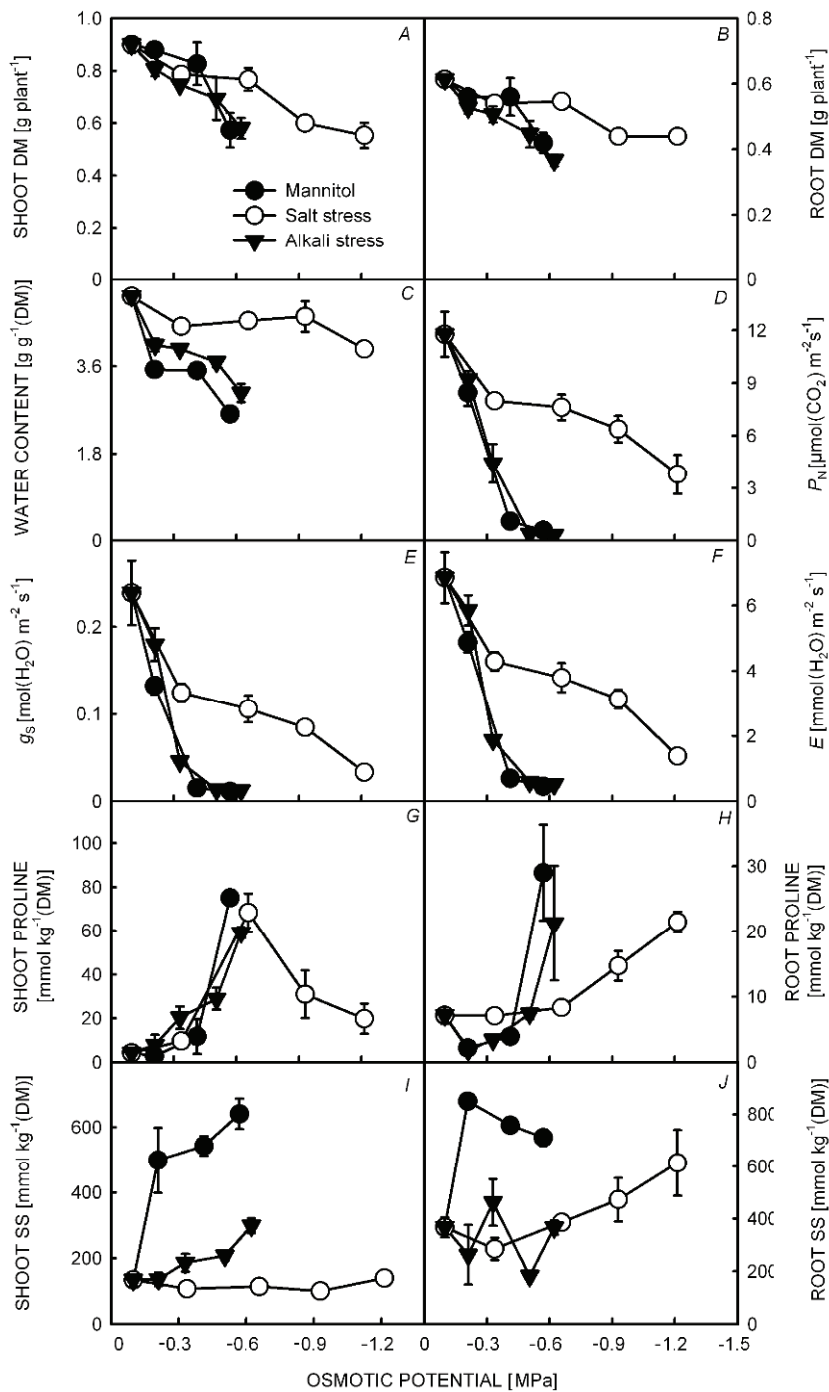 A
B
1.0
0.8
0.6
0.4
0.2
0
SHOOT DM [g plant⁻¹]
Mannitol
Salt stress
Alkali stress
0.8
0.6
0.4
0.2
0
ROOT DM [g plant⁻¹]
C
D
3.6
1.8
0
WATER CONTENT [g g⁻¹(DM)]
12
9
6
3
0
P_N [µmol(CO₂) m⁻² s⁻¹]
E
F
0.2
0.1
0
g_S [mol(H₂O) m⁻² s⁻¹]
6
4
2
0
E [mmol(H₂O) m⁻² s⁻¹]
G
H
100
80
60
40
20
0
SHOOT PROLINE
[mmol kg⁻¹(DM)]
30
20
10
0
ROOT PROLINE
[mmol kg⁻¹(DM)]
I
J
600
400
200
0
SHOOT SS [mmol kg⁻¹(DM)]
800
600
400
200
0
ROOT SS [mmol kg⁻¹(DM)]
0 -0.3 -0.6 -0.9 -1.2 -0.3 -0.6 -0.9 -1.2 -1.5
OSMOTIC POTENTIAL [MPa]